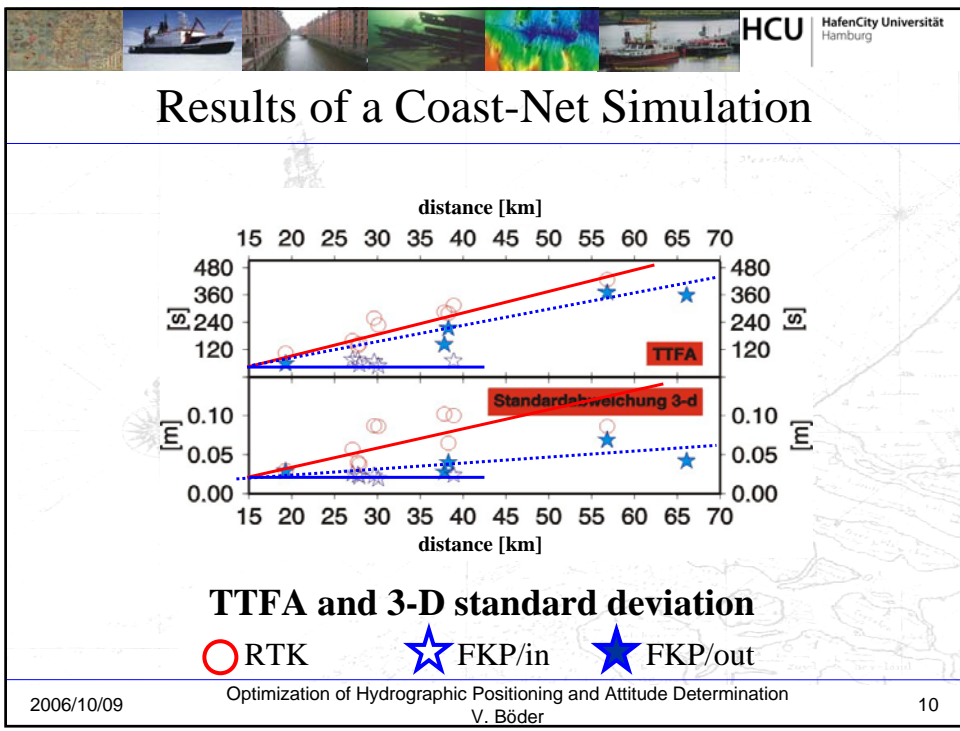 HCU HafenCity Universität
Hamburg
Results of a Coast-Net Simulation
distance [km]
15 20 25 30 35 40 45 50 55 60 65 70
480 480
360 360
[s] 240 240 [s]
120 120
TTFA
Standardabweichung 3-d
0.10 0.10
[m] 0.05 0.05 [m]
0.00 0.00
15 20 25 30 35 40 45 50 55 60 65 70
distance [km]
TTFA and 3-D standard deviation
RTK FKP/in FKP/out
2006/10/09 Optimization of Hydrographic Positioning and Attitude Determination 10
V. Böder